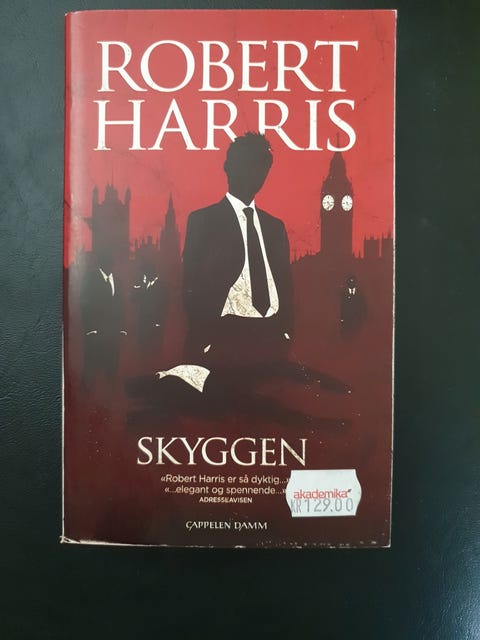 ROBERT
HARRIS
SKYGGEN
«Robert Harris er så dyktig...»
«...elegant og spennende...»
ADRESSEAVISEN
akademika
KR 129.00
CAPPELEN DAMM